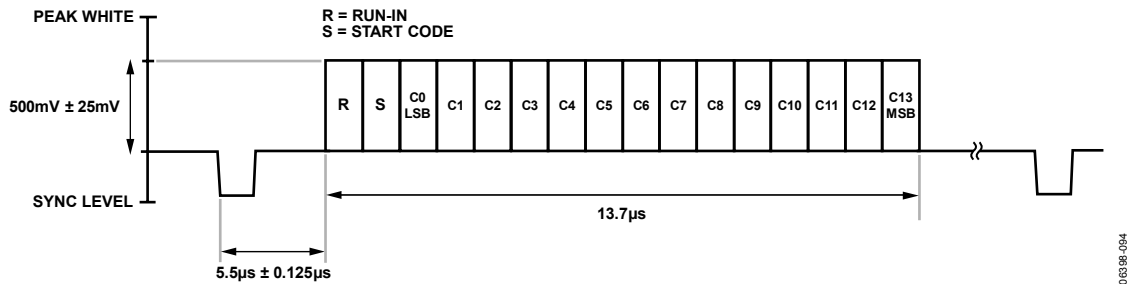 PEAK WHITE
R = RUN-IN
S = START CODE
500mV ± 25mV
R
S
C0
LSB
C1
C2
C3
C4
C5
C6
C7
C8
C9
C10
C11
C12
C13
MSB
SYNC LEVEL
13.7µs
5.5µs ± 0.125µs
06398-094